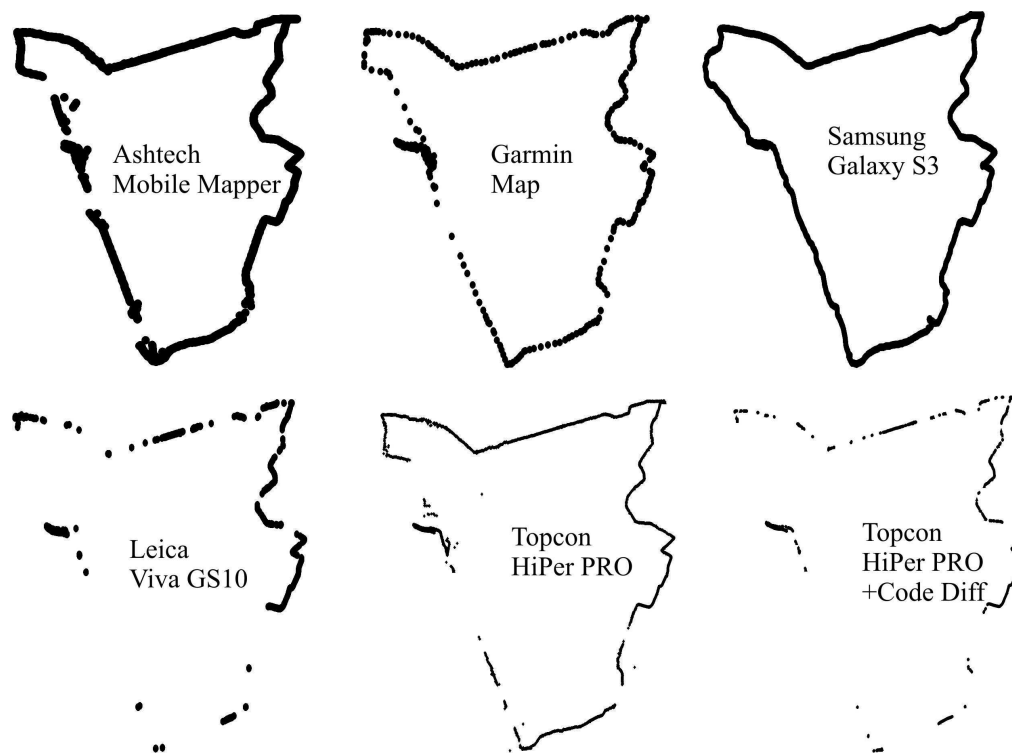 Ashtech
Mobile Mapper
Garmin
Map
Samsung
Galaxy S3
Leica
Viva GS10
Topcon
HiPer PRO
Topcon
HiPer PRO
+Code Diff